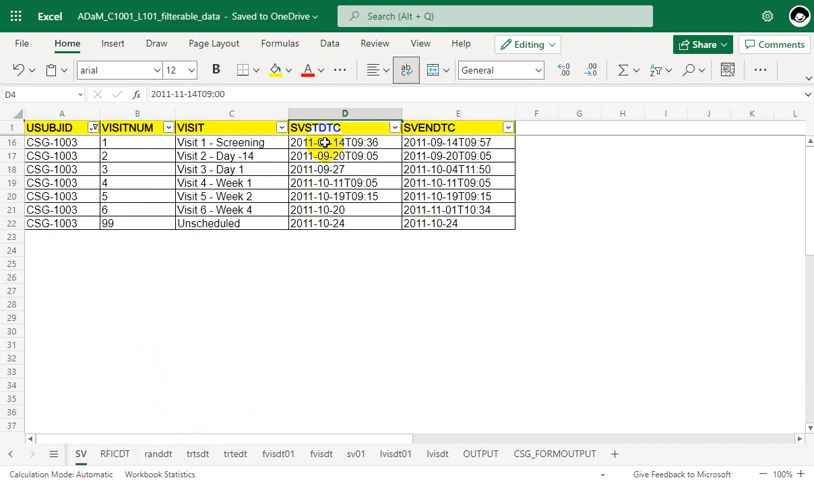 Excel ADaM_C1001_L101_filterable_data - Saved to OneDrive Search (Alt + Q)
File Home Insert Draw Page Layout Formulas Data Review View Help Editing Share Comments
arial 12 B A ... ab General .00 .00 ...
D4 fx 2011-11-14T09:00
A B C D E F G H I J K L
1 USUBJID VISITNUM VISIT SVSTDTC SVENDTC
16 CSG-1003 1 Visit 1 - Screening 2011-09-14T09:36 2011-09-14T09:57
17 CSG-1003 2 Visit 2 - Day -14 2011-09-20T09:05 2011-09-20T09:05
18 CSG-1003 3 Visit 3 - Day 1 2011-09-27 2011-10-04T11:50
19 CSG-1003 4 Visit 4 - Week 1 2011-10-11T09:05 2011-10-11T09:05
20 CSG-1003 5 Visit 5 - Week 2 2011-10-19T09:15 2011-10-19T09:15
21 CSG-1003 6 Visit 6 - Week 4 2011-10-20 2011-11-01T10:34
22 CSG-1003 99 Unscheduled 2011-10-24 2011-10-24
23
24
25
26
27
28
29
30
31
32
33
34
35
36
37
SV RFICDT randdt trtsdt trtedt fvisdt01 fvisdt sv01 lvisdt01 lvisdt OUTPUT CSG_FORMOUTPUT
Calculation Mode: Automatic Workbook Statistics Give Feedback to Microsoft 100%